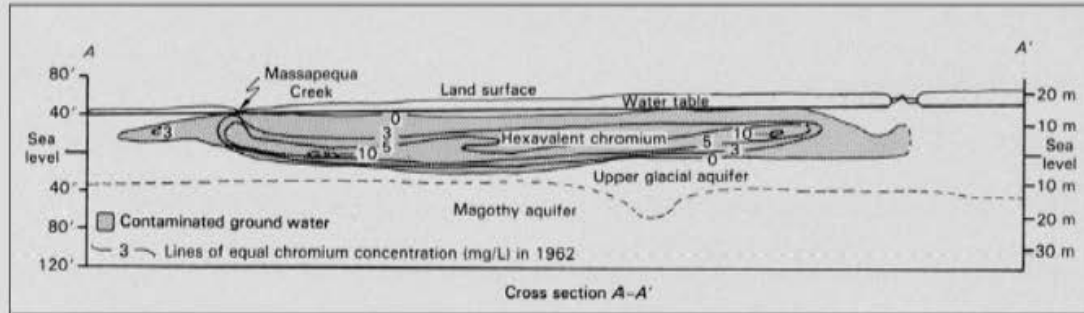 A
A'
80'
40'
Sea
level
40'
80'
120'
Massapequa
Creek
Land surface
Water table
0
3
3
5
10
Hexavalent chromium
5
10
3
0
Upper glacial aquifer
Magothy aquifer
20 m
10 m
Sea
level
10 m
20 m
30 m
Contaminated ground water
3 Lines of equal chromium concentration (mg/L) in 1962
Cross section A–A'